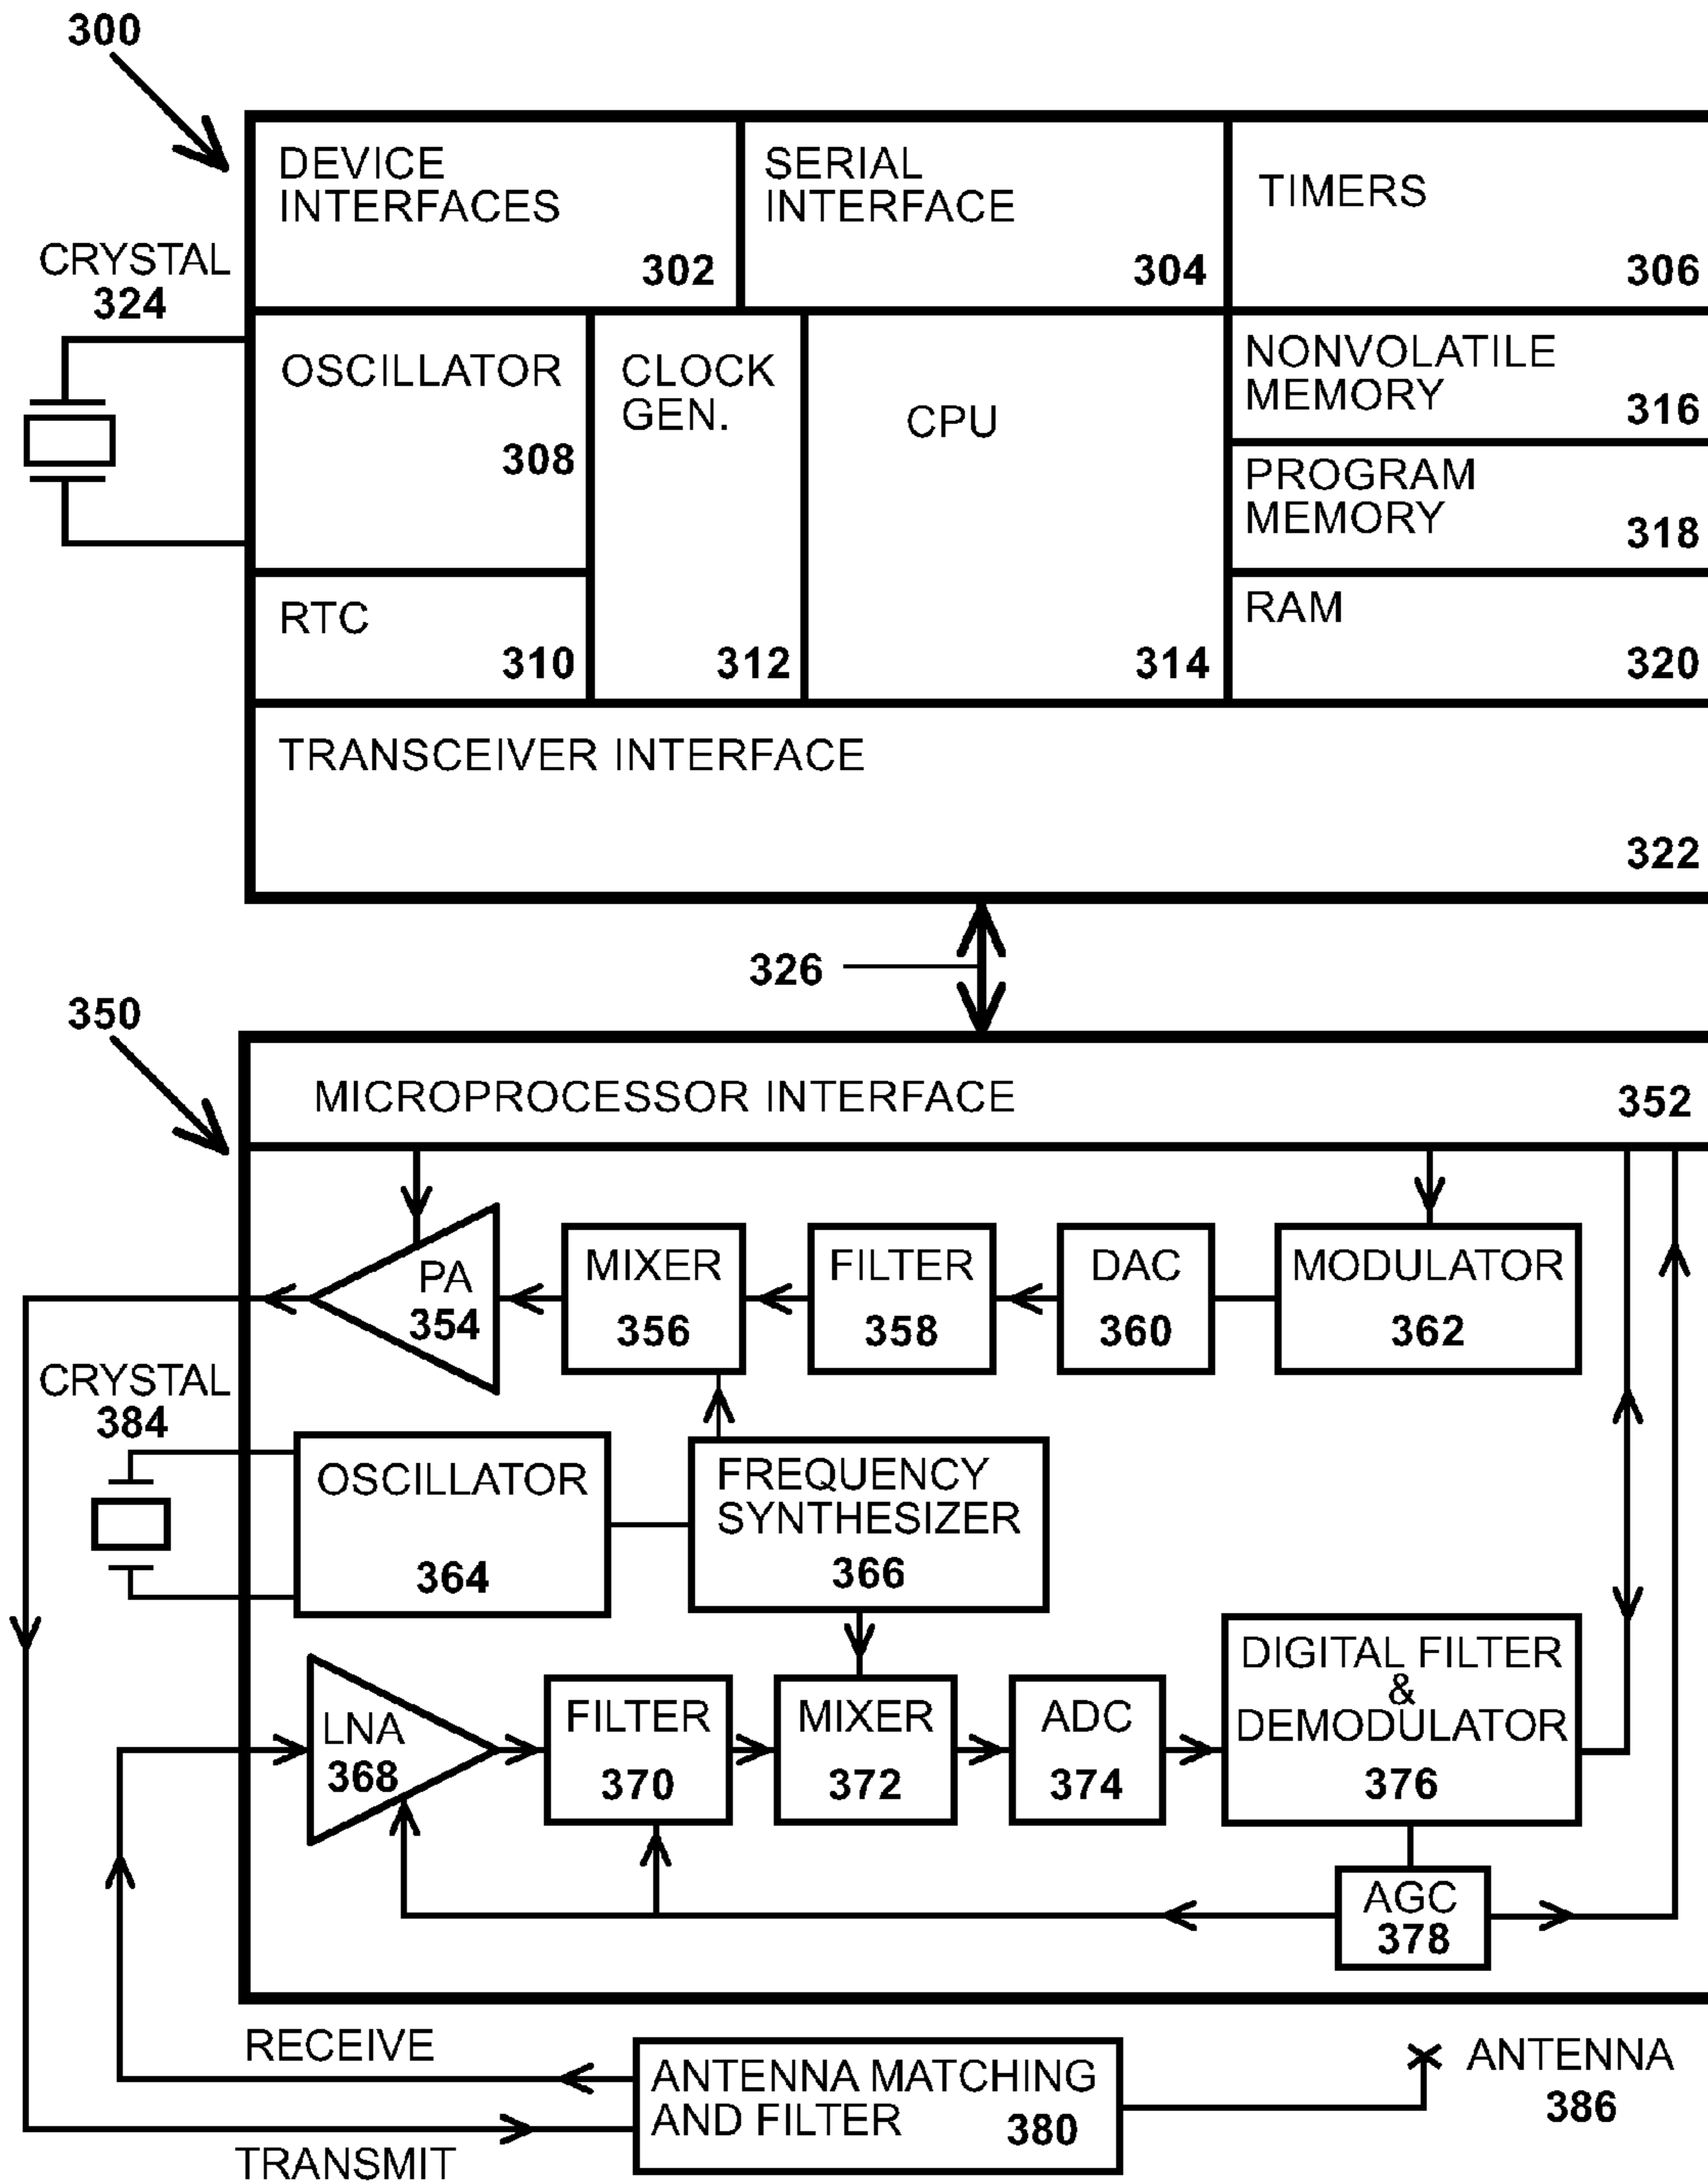 300
DEVICE
INTERFACES
302
SERIAL
INTERFACE
304
TIMERS
306
CRYSTAL
324
OSCILLATOR
308
CLOCK
GEN.
312
CPU
314
NONVOLATILE
MEMORY
316
PROGRAM
MEMORY
318
RTC
310
RAM
320
TRANSCEIVER INTERFACE
322
326
350
MICROPROCESSOR INTERFACE
352
PA
354
MIXER
356
FILTER
358
DAC
360
MODULATOR
362
CRYSTAL
384
OSCILLATOR
364
FREQUENCY
SYNTHESIZER
366
LNA
368
FILTER
370
MIXER
372
ADC
374
DIGITAL FILTER
&
DEMODULATOR
376
AGC
378
RECEIVE
TRANSMIT
ANTENNA MATCHING
AND FILTER
380
ANTENNA
386